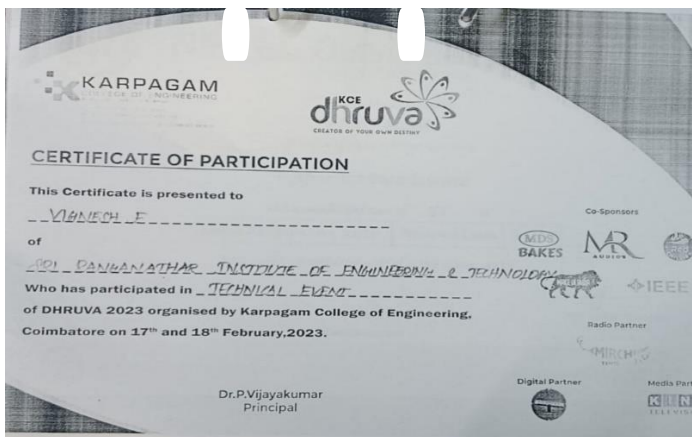 KARPAGAM
COLLEGE OF ENGINEERING
KCE
dhruva
CREATOR OF YOUR OWN DESTINY
CERTIFICATE OF PARTICIPATION
This Certificate is presented to
VIGNESH E
of
SRI RANGANATHAR INSTITUTE OF ENGINEERING & TECHNOLOGY
Who has participated in TECHNICAL EVENT
of DHRUVA 2023 organised by Karpagam College of Engineering,
Coimbatore on 17th and 18th February,2023.
Dr.P.Vijayakumar
Principal
Co-Sponsors
MDS
BAKES
MR
AUDIOS
IEEE
Radio Partner
MIRCHI
Digital Partner
Media Part
TELEVIS